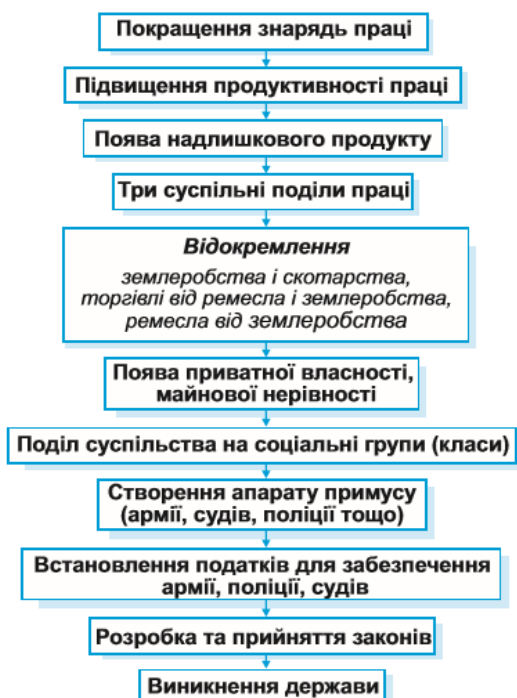 Покращення знарядь праці
Підвищення продуктивності праці
Поява надлишкового продукту
Три суспільні поділи праці
Відокремлення
землеробства і скотарства,
торгівлі від ремесла і землеробства,
ремесла від землеробства
Поява приватної власності,
майнової нерівності
Поділ суспільства на соціальні групи (класи)
Створення апарату примусу
(армії, судів, поліції тощо)
Встановлення податків для забезпечення
армії, поліції, судів
Розробка та прийняття законів
Виникнення держави